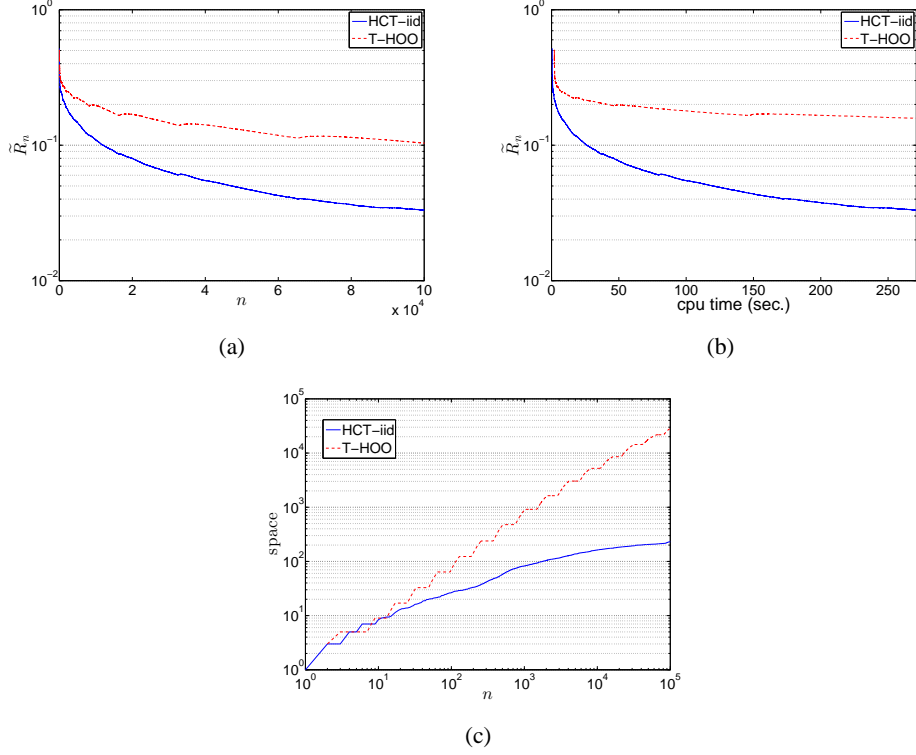 HCT−iid
T−HOO
10^0
10^−1
10^−2
R̃_n
0 2 4 6 8 10
x 10^4
n
(a)
HCT−iid
T−HOO
10^0
10^−1
10^−2
R̃_n
0 50 100 150 200 250
cpu time (sec.)
(b)
HCT−iid
T−HOO
10^5
10^4
10^3
10^2
10^1
10^0
space
10^0 10^1 10^2 10^3 10^4 10^5
n
(c)